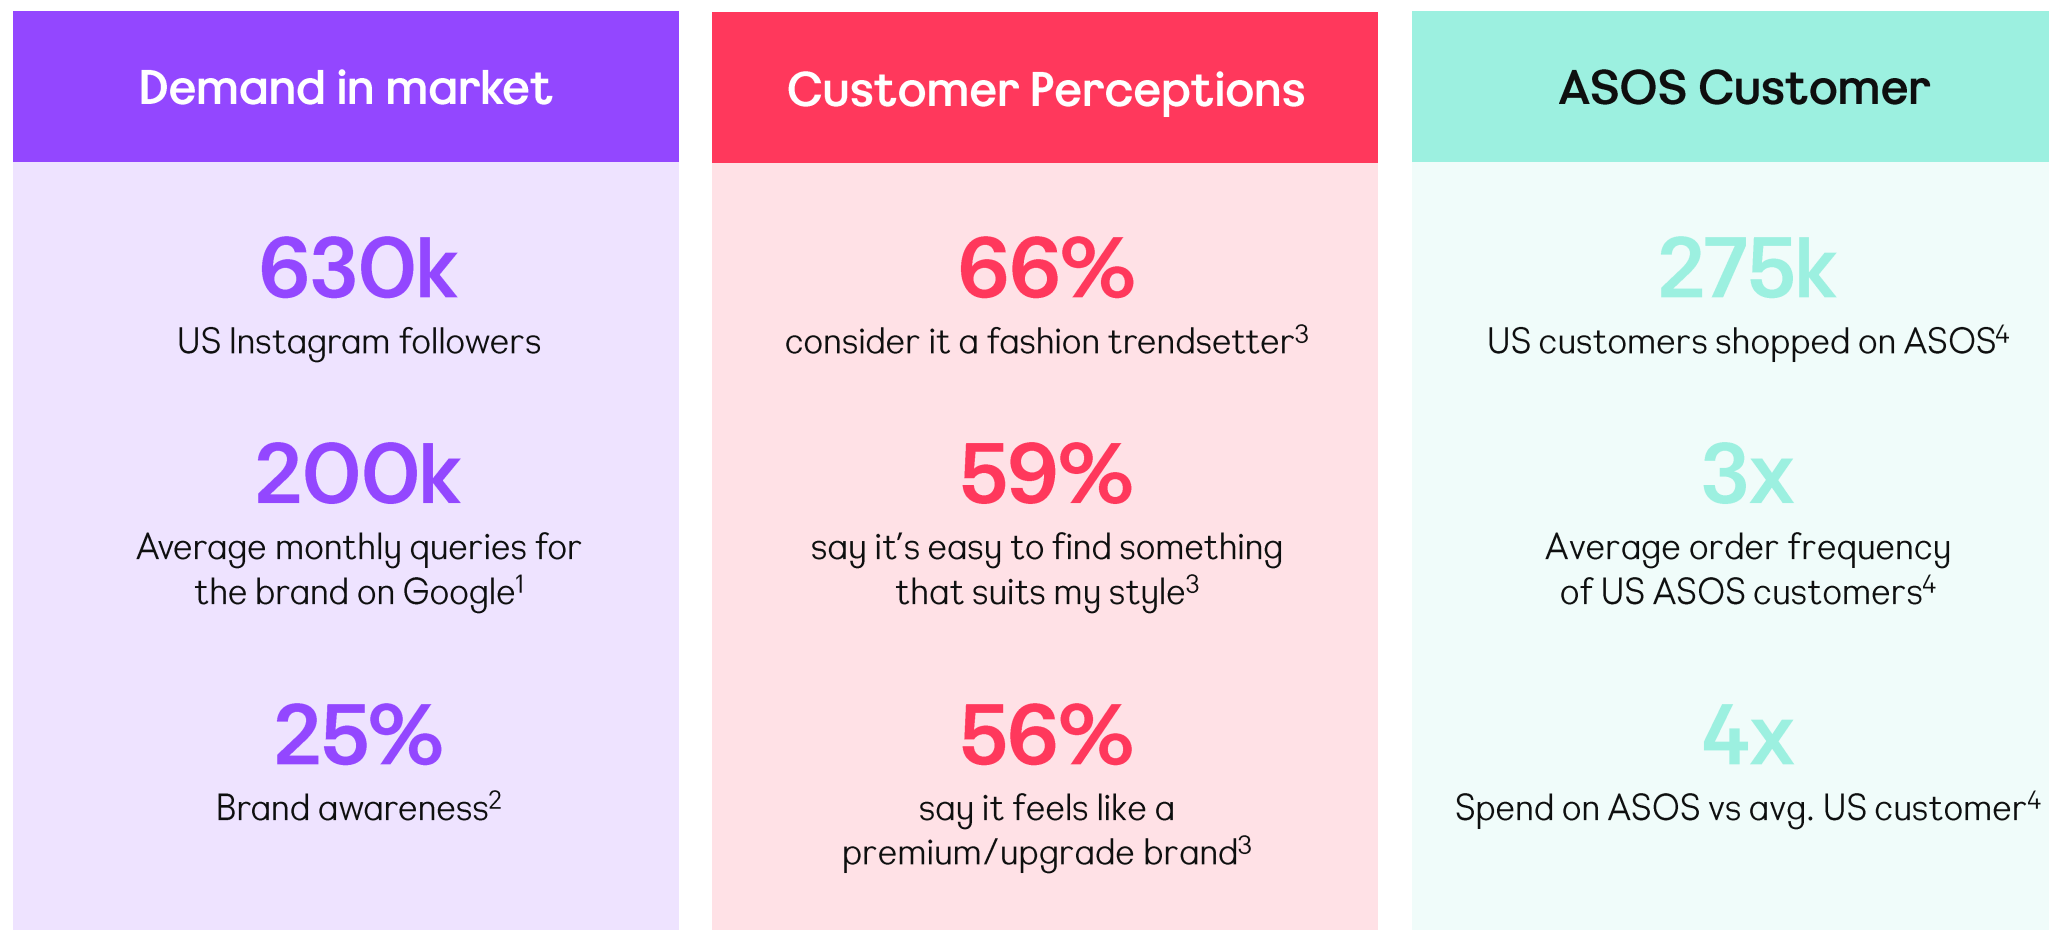 Demand in market
630k
US Instagram followers
200k
Average monthly queries for
the brand on Google¹
25%
Brand awareness²
Customer Perceptions
66%
consider it a fashion trendsetter³
59%
say it’s easy to find something
that suits my style³
56%
say it feels like a
premium/upgrade brand³
ASOS Customer
275k
US customers shopped on ASOS⁴
3x
Average order frequency
of US ASOS customers⁴
4x
Spend on ASOS vs avg. US customer⁴